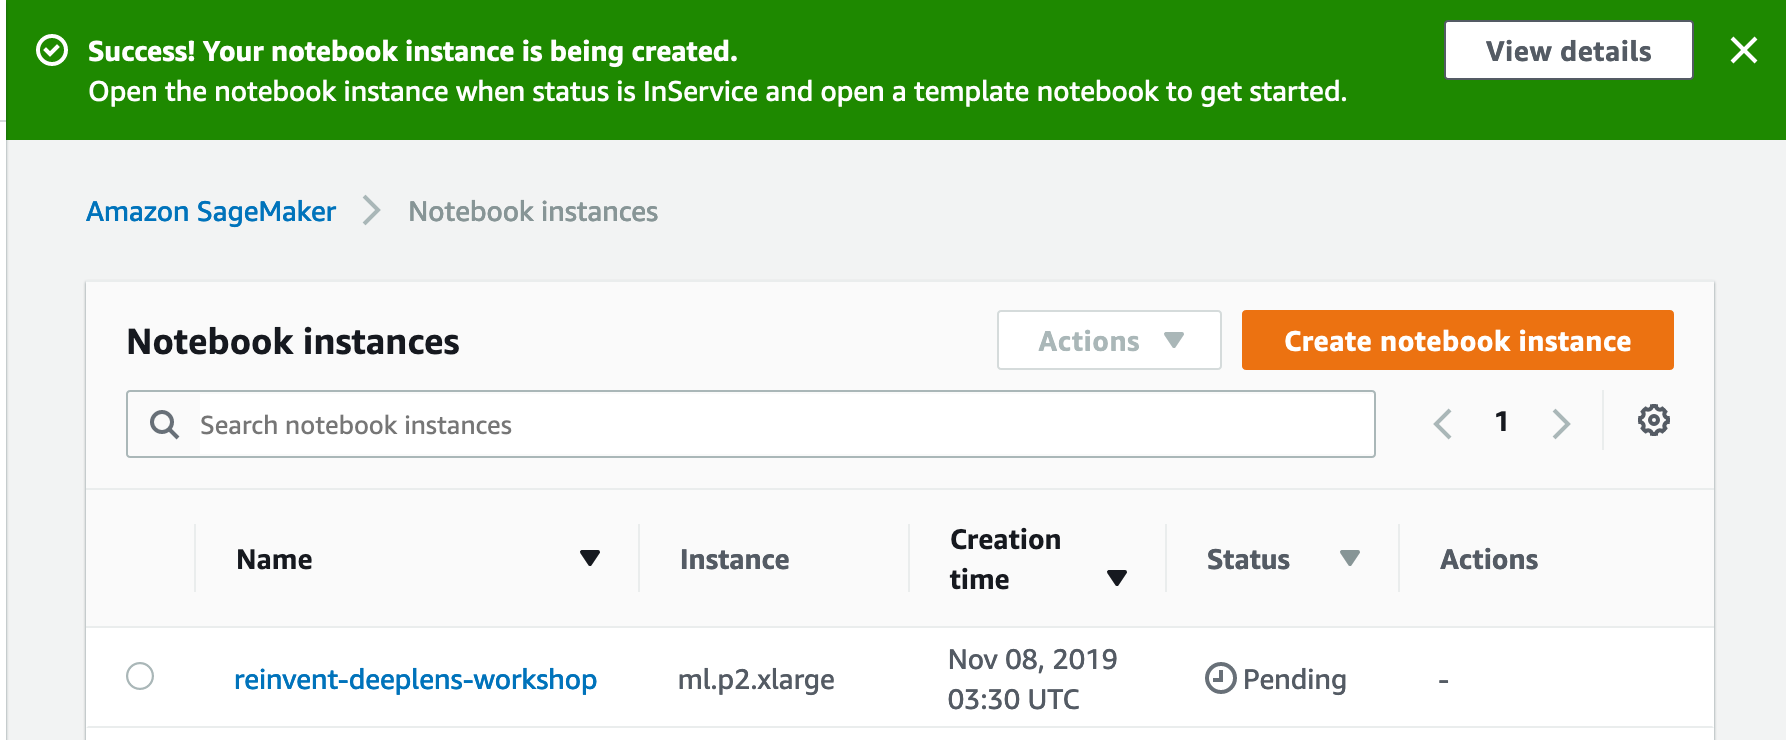 Success! Your notebook instance is being created.
View details
Open the notebook instance when status is InService and open a template notebook to get started.
Amazon SageMaker > Notebook instances
Notebook instances
Actions
Create notebook instance
Search notebook instances
1
Name
Instance
Creation
time
Status
Actions
reinvent-deeplens-workshop
ml.p2.xlarge
Nov 08, 2019
03:30 UTC
Pending
-